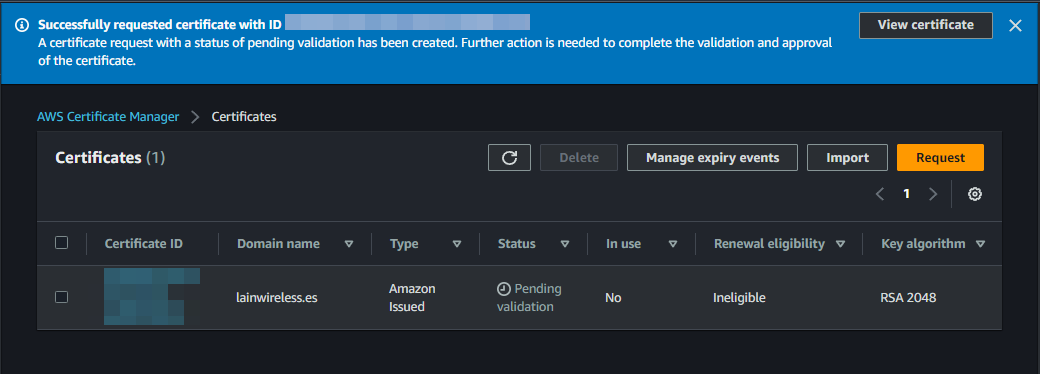 Successfully requested certificate with ID
View certificate
A certificate request with a status of pending validation has been created. Further action is needed to complete the validation and approval
of the certificate.
AWS Certificate Manager > Certificates
Certificates (1)
Delete
Manage expiry events
Import
Request
1
Certificate ID
Domain name
Type
Status
In use
Renewal eligibility
Key algorithm
lainwireless.es
Amazon
Issued
Pending
validation
No
Ineligible
RSA 2048